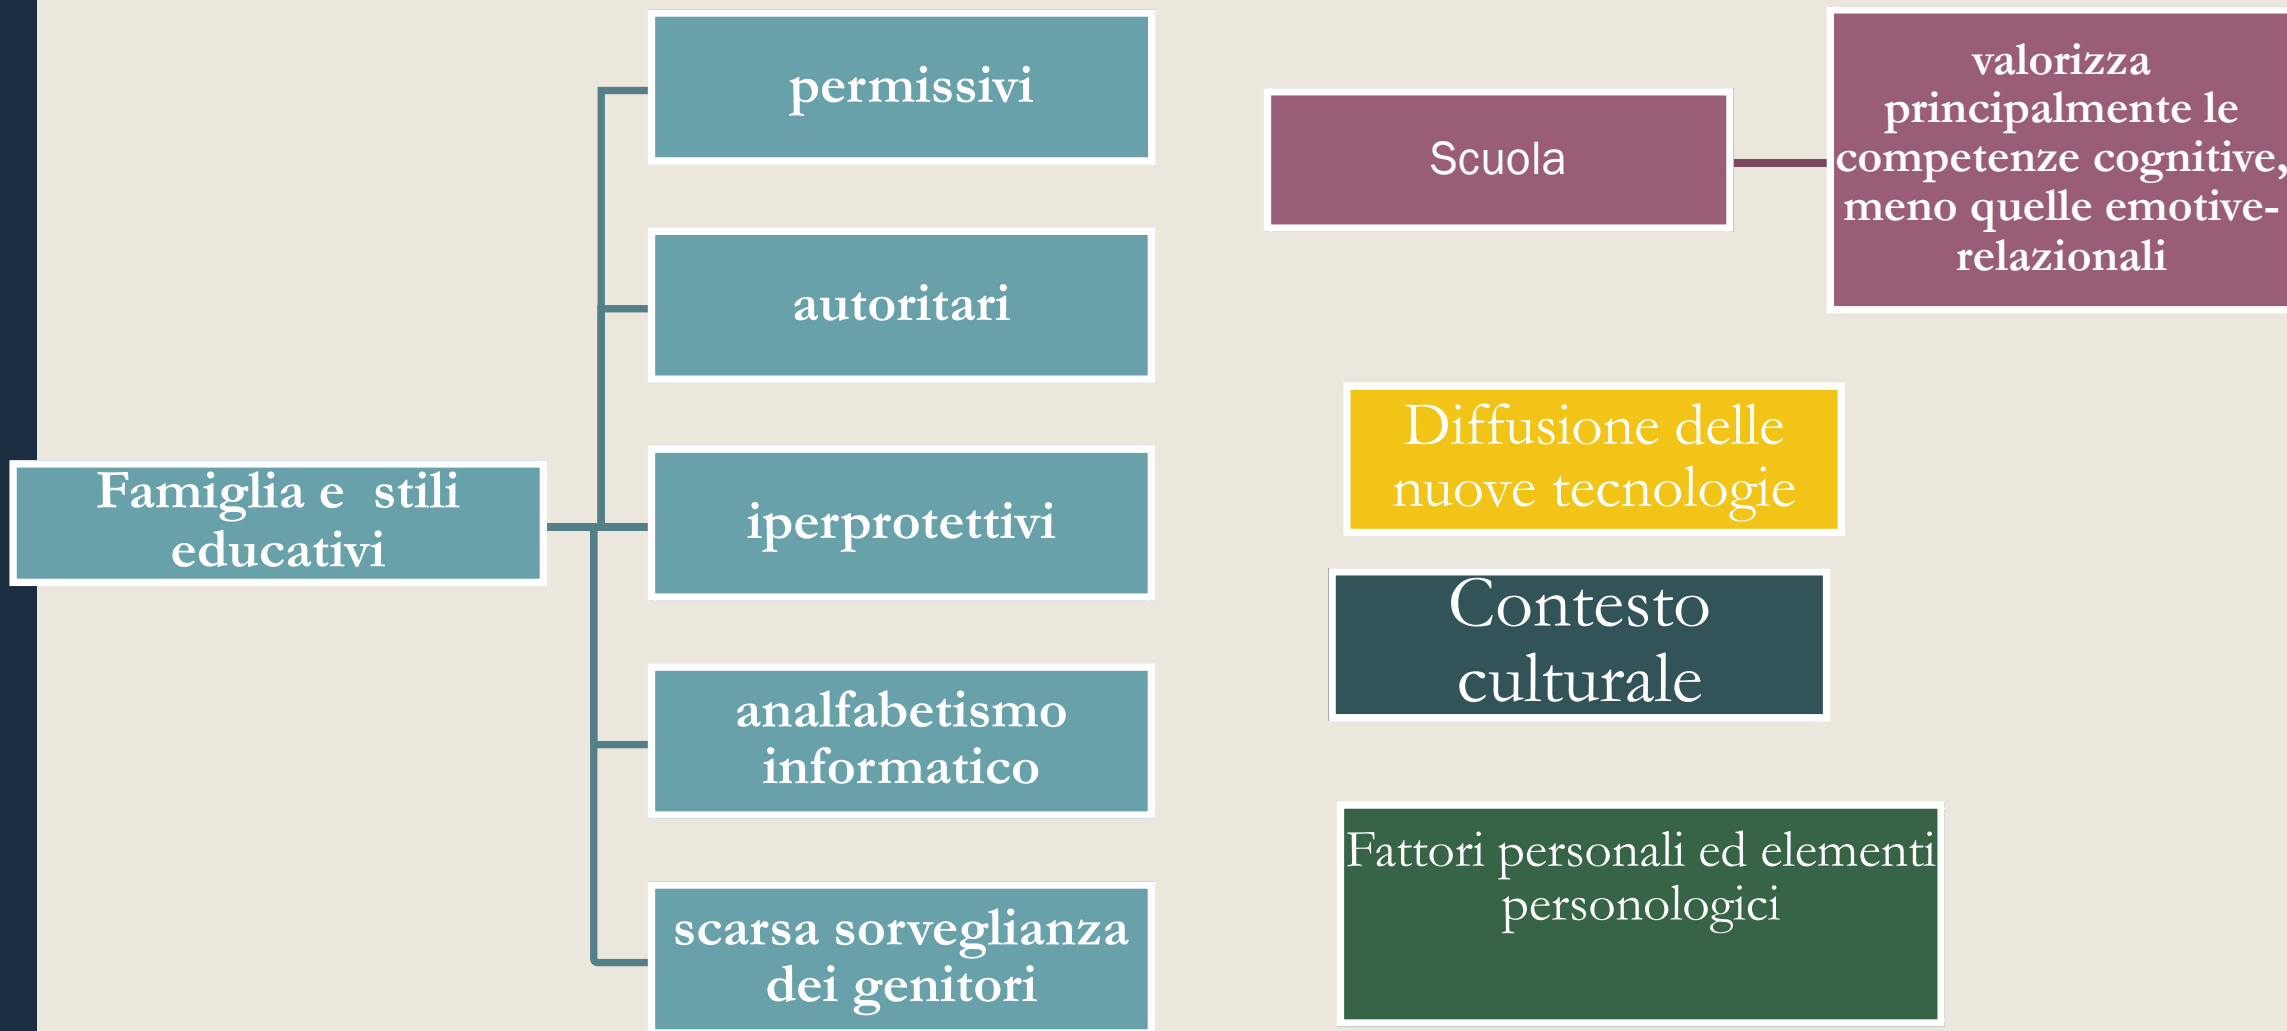 Famiglia e stili
educativi
permissivi
autoritari
iperprotettivi
analfabetismo
informatico
scarsa sorveglianza
dei genitori
Scuola
valorizza
principalmente le
competenze cognitive,
meno quelle emotive-
relazionali
Diffusione delle
nuove tecnologie
Contesto
culturale
Fattori personali ed elementi
personologici